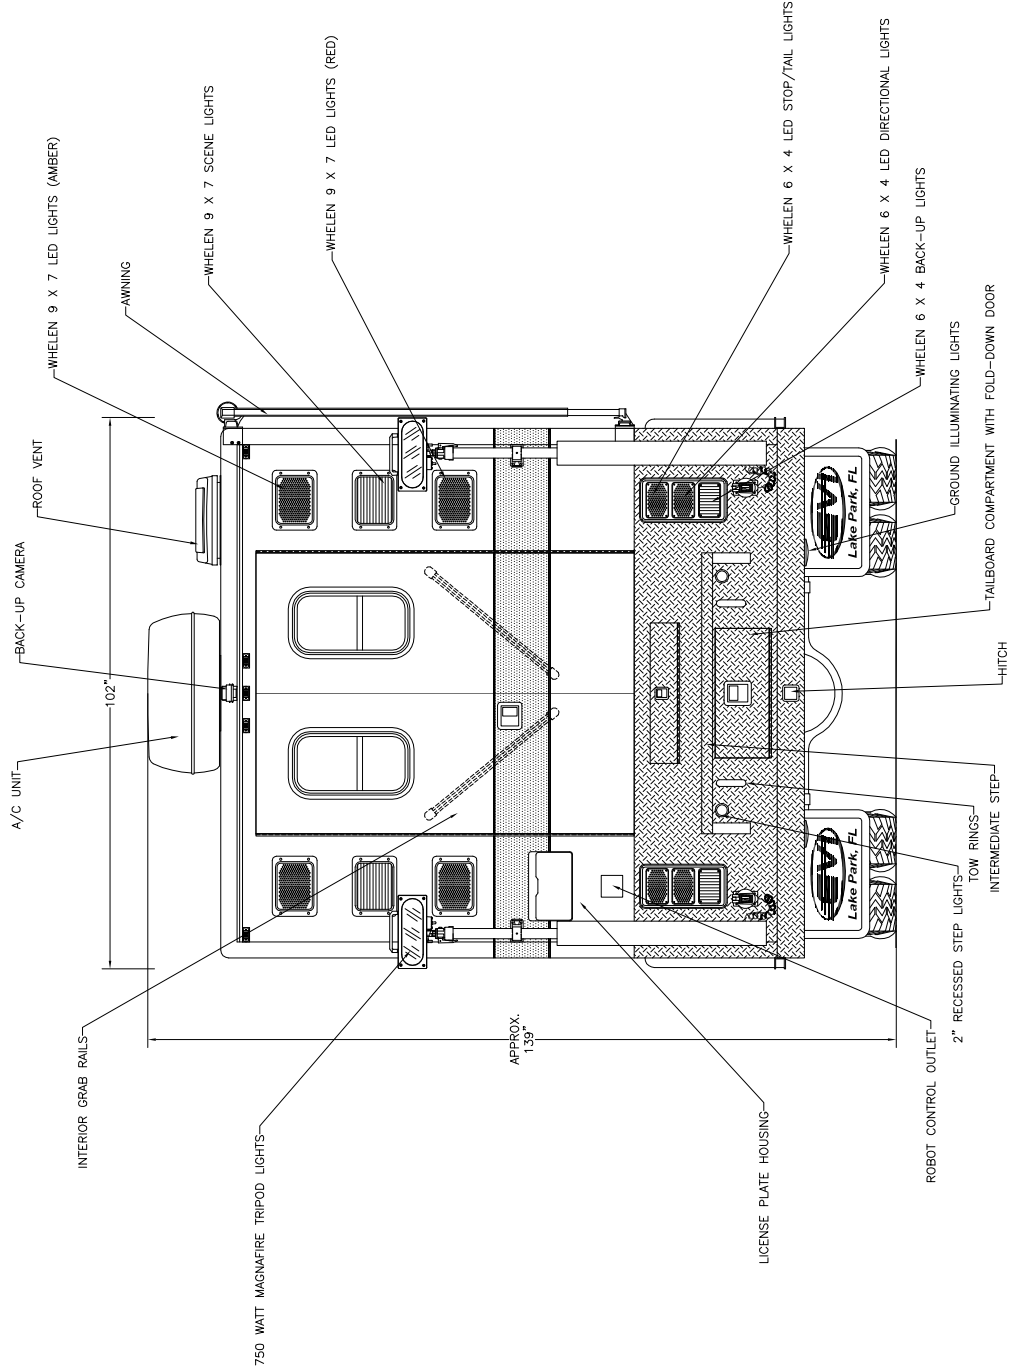 WHELEN 9 X 7 LED LIGHTS (AMBER)
AWNING
WHELEN 9 X 7 SCENE LIGHTS
WHELEN 9 X 7 LED LIGHTS (RED)
WHELEN 6 X 4 LED STOP/TAIL LIGHTS
WHELEN 6 X 4 LED DIRECTIONAL LIGHTS
WHELEN 6 X 4 BACK-UP LIGHTS
GROUND ILLUMINATING LIGHTS
TAILBOARD COMPARTMENT WITH FOLD-DOWN DOOR
HITCH
INTERMEDIATE STEP
TOW RINGS
2" RECESSED STEP LIGHTS
ROBOT CONTROL OUTLET
LICENSE PLATE HOUSING
750 WATT MAGNAFIRE TRIPOD LIGHTS
INTERIOR GRAB RAILS
A/C UNIT
BACK-UP CAMERA
ROOF VENT
102"
APPROX.
139"
Lake Park, FL
Lake Park, FL